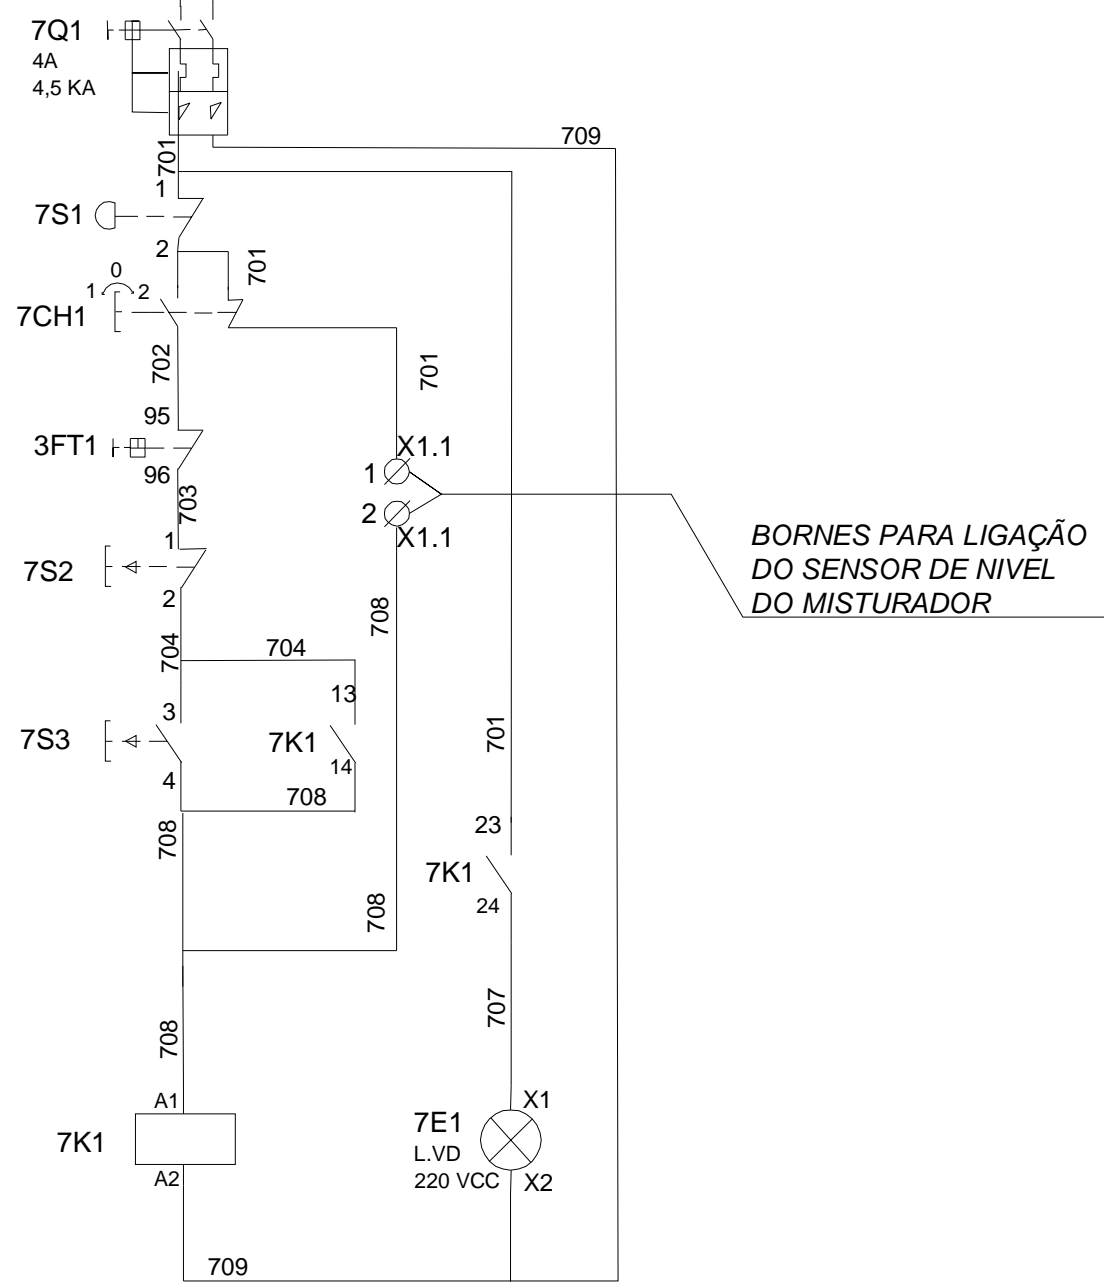 7Q1
4A
4,5 KA
709
701
1
7S1
2
701
0
1 2
7CH1
702
701
95
3FT1
96
X1.1
1
703
2
X1.1
BORNES PARA LIGAÇÃO
DO SENSOR DE NIVEL
DO MISTURADOR
1
7S2
2
708
704
704
13
3
7S3
7K1
14
4
708
701
708
23
7K1
24
708
707
708
A1
7K1
A2
X1
7E1
L.VD
220 VCC
X2
709